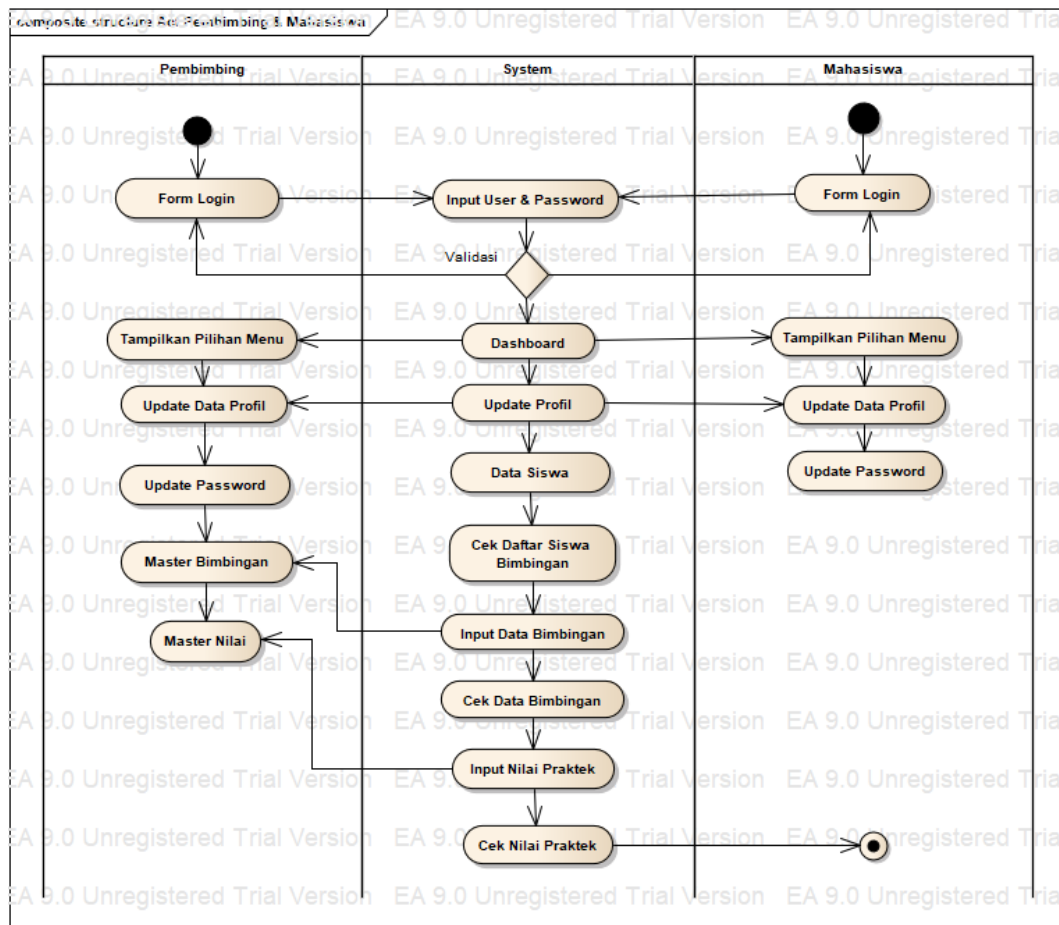 composite structure Act Pembimbing & Mahasiswa
Pembimbing
System
Mahasiswa
Form Login
Input User & Password
Form Login
Validasi
Tampilkan Pilihan Menu
Dashboard
Tampilkan Pilihan Menu
Update Data Profil
Update Profil
Update Data Profil
Update Password
Data Siswa
Update Password
Master Bimbingan
Cek Daftar Siswa
Bimbingan
Master Nilai
Input Data Bimbingan
Cek Data Bimbingan
Input Nilai Praktek
Cek Nilai Praktek
EA 9.0 Unregistered Trial Version